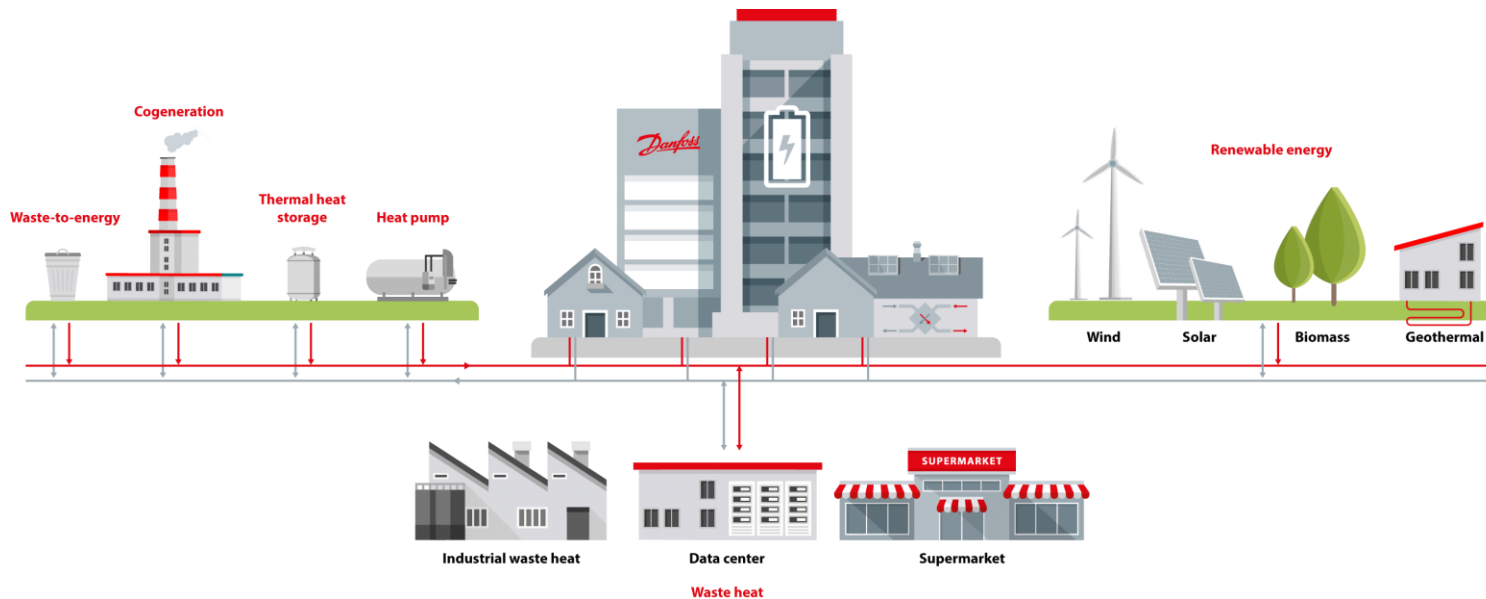 Cogeneration
Waste-to-energy
Thermal heat
storage
Heat pump
Danfoss
Renewable energy
Wind
Solar
Biomass
Geothermal
SUPERMARKET
Industrial waste heat
Data center
Supermarket
Waste heat